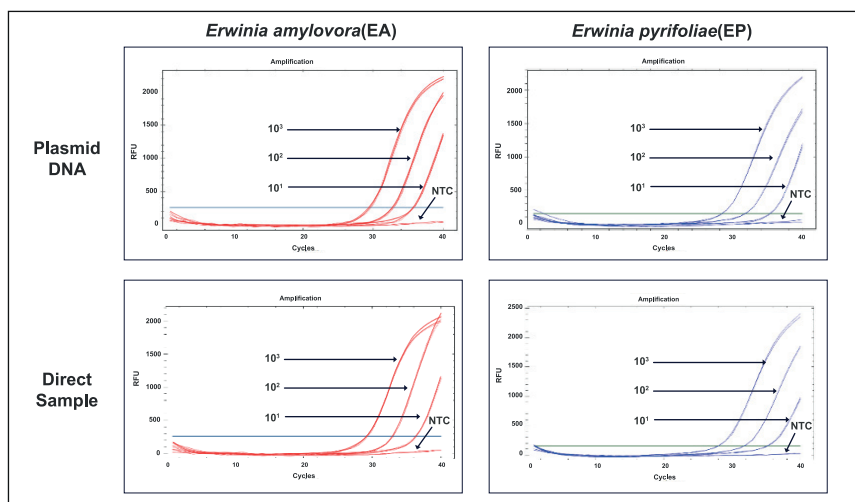 Erwinia amylovora(EA)
Erwinia pyrifoliae(EP)
Plasmid
DNA
Amplification
RFU
2000
1500
1000
500
0
10³
10²
10¹
NTC
0
10
20
30
40
Cycles
Amplification
RFU
2000
1500
1000
500
0
10³
10²
10¹
NTC
0
10
20
30
40
Cycles
Direct
Sample
Amplification
RFU
2000
1500
1000
500
0
10³
10²
10¹
NTC
0
10
20
30
40
Cycles
Amplification
RFU
2500
2000
1500
1000
500
0
10³
10²
10¹
NTC
0
10
20
30
40
Cycles